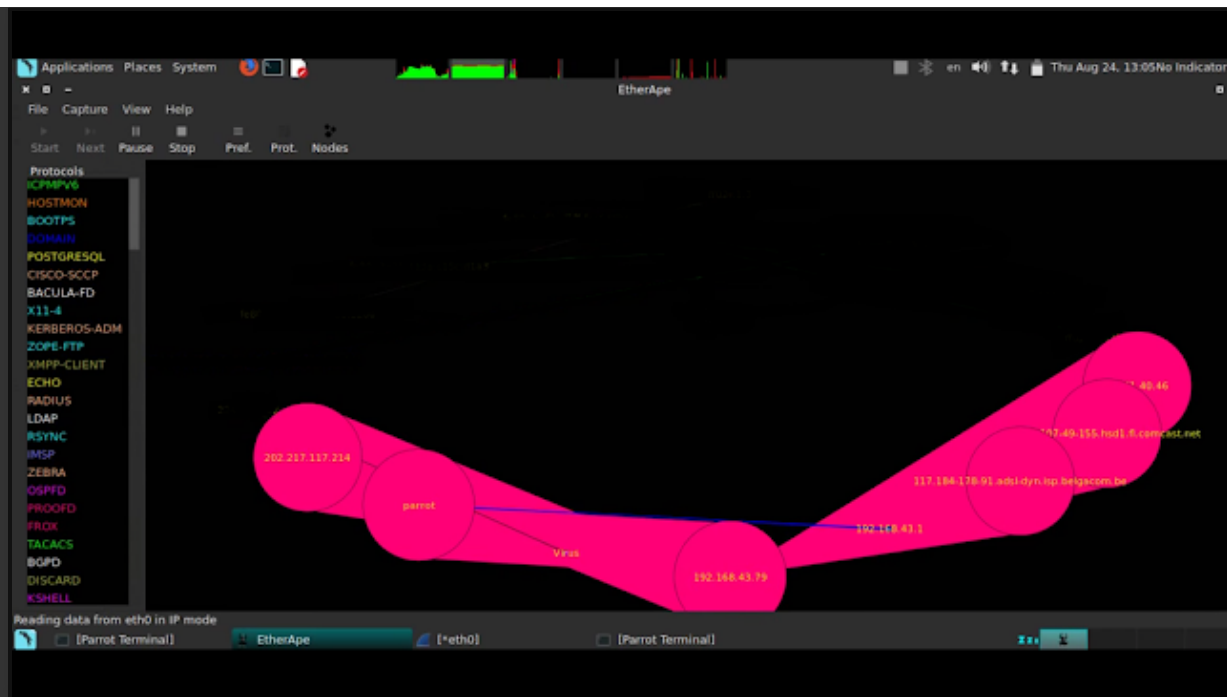 Applications Places System en Thu Aug 24, 13:05No Indicator
EtherApe
File Capture View Help
Start Next Pause Stop Pref. Prot. Nodes
Protocols
ICPMPV6
HOSTMON
BOOTPS
DOMAIN
POSTGRESQL
CISCO-SCCP
BACULA-FD
X11-4
KERBEROS-ADM
ZOPE-FTP
XMPP-CLIENT
ECHO
RADIUS
LDAP
RSYNC
IMSP
ZEBRA
OSPFD
PROOFD
FROX
TACACS
BGPD
DISCARD
KSHELL
.40.46
-49-155.hsd1.fl.comcast.net
202.217.117.214
117.184-178-91.adsl-dyn.isp.belgacom.be
parrot
192.168.43.1
Virus
192.168.43.79
Reading data from eth0 in IP mode
[Parrot Terminal] EtherApe [*eth0] [Parrot Terminal]